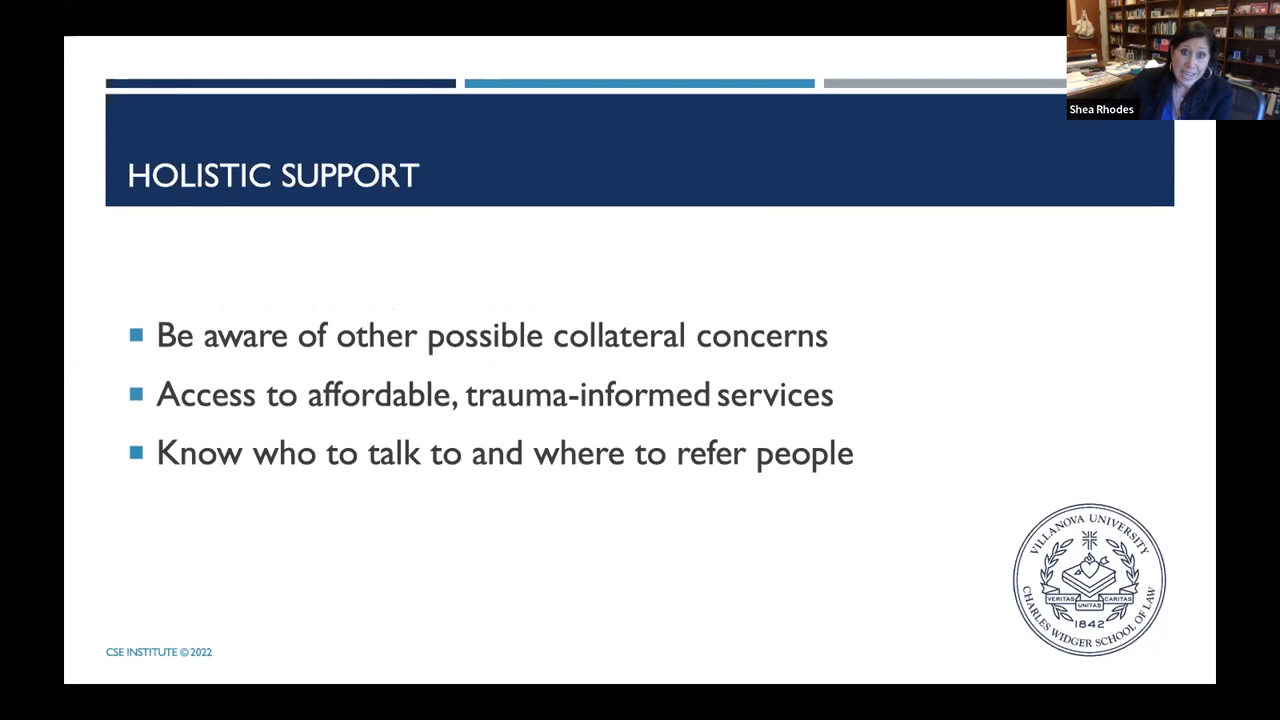 Shea Rhodes
HOLISTIC SUPPORT
Be aware of other possible collateral concerns
Access to affordable, trauma-informed services
Know who to talk to and where to refer people
VILLANOVA UNIVERSITY
VERITAS
UNITAS
CARITAS
1842
CHARLES WIDGER SCHOOL OF LAW
CSE INSTITUTE © 2022